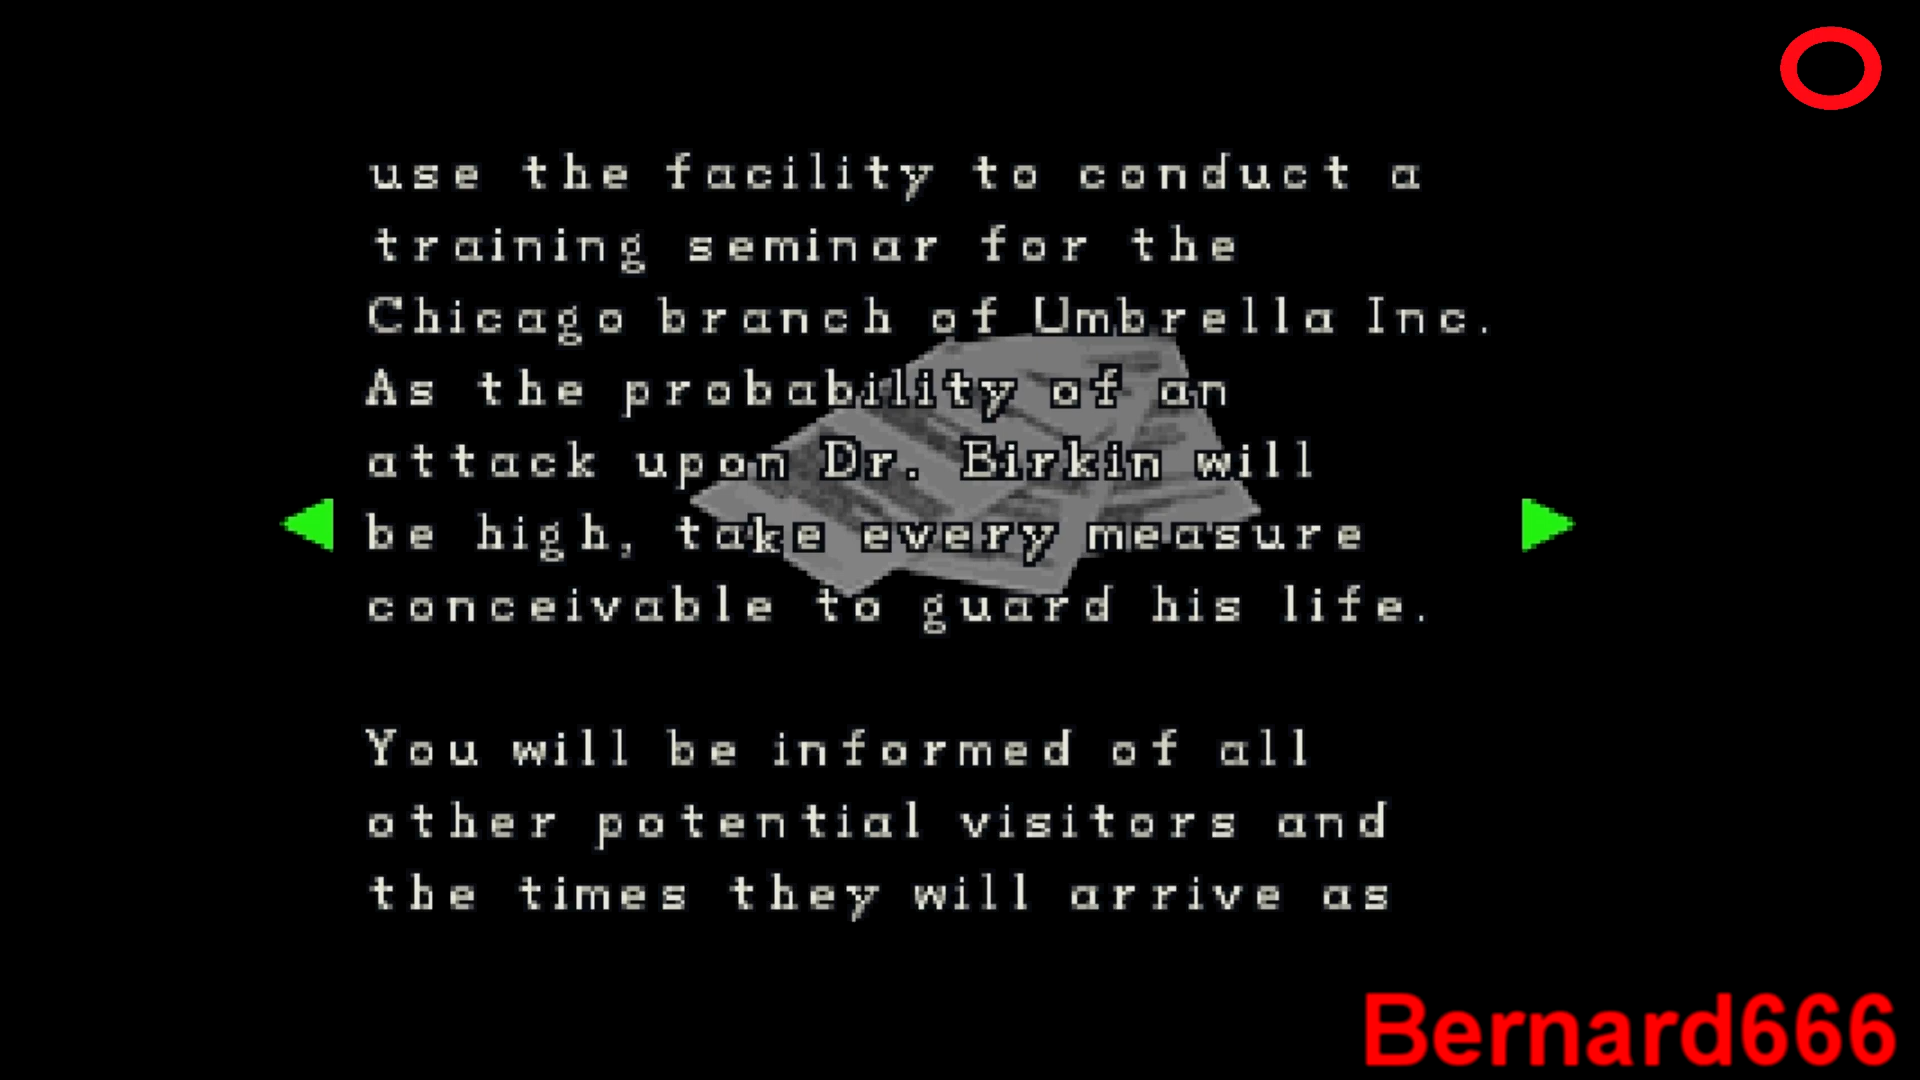 use the facility to conduct a
training seminar for the
Chicago branch of Umbrella Inc.
As the probability of an
attack upon Dr. Birkin will
be high, take every measure
conceivable to guard his life.
You will be informed of all
other potential visitors and
the times they will arrive as
Bernard666